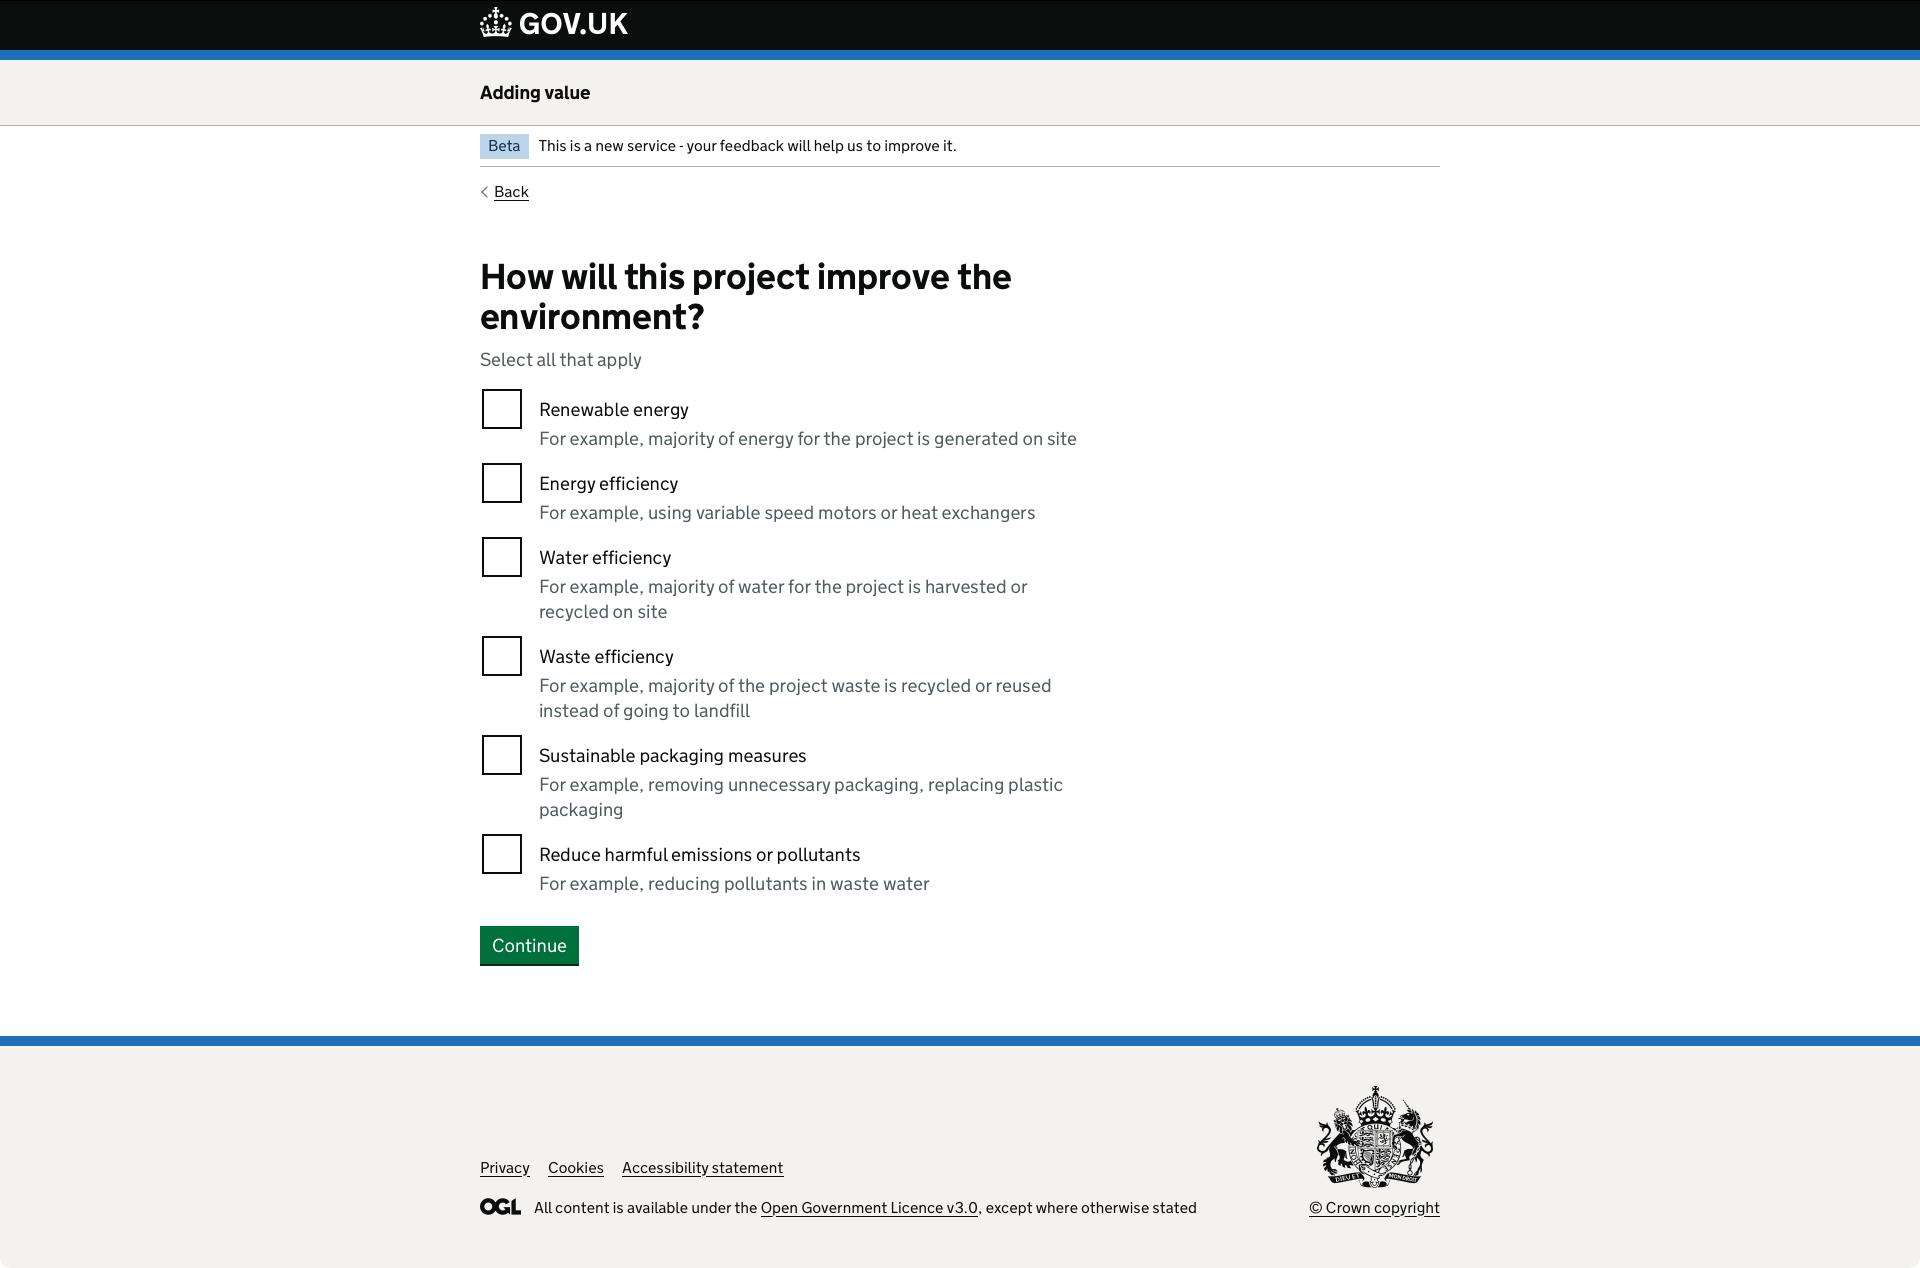 GOV.UK
Adding value
Beta This is a new service - your feedback will help us to improve it.
Back
How will this project improve the
environment?
Select all that apply
Renewable energy
For example, majority of energy for the project is generated on site
Energy efficiency
For example, using variable speed motors or heat exchangers
Water efficiency
For example, majority of water for the project is harvested or
recycled on site
Waste efficiency
For example, majority of the project waste is recycled or reused
instead of going to landfill
Sustainable packaging measures
For example, removing unnecessary packaging, replacing plastic
packaging
Reduce harmful emissions or pollutants
For example, reducing pollutants in waste water
Continue
Privacy Cookies Accessibility statement
OGL All content is available under the Open Government Licence v3.0, except where otherwise stated
© Crown copyright